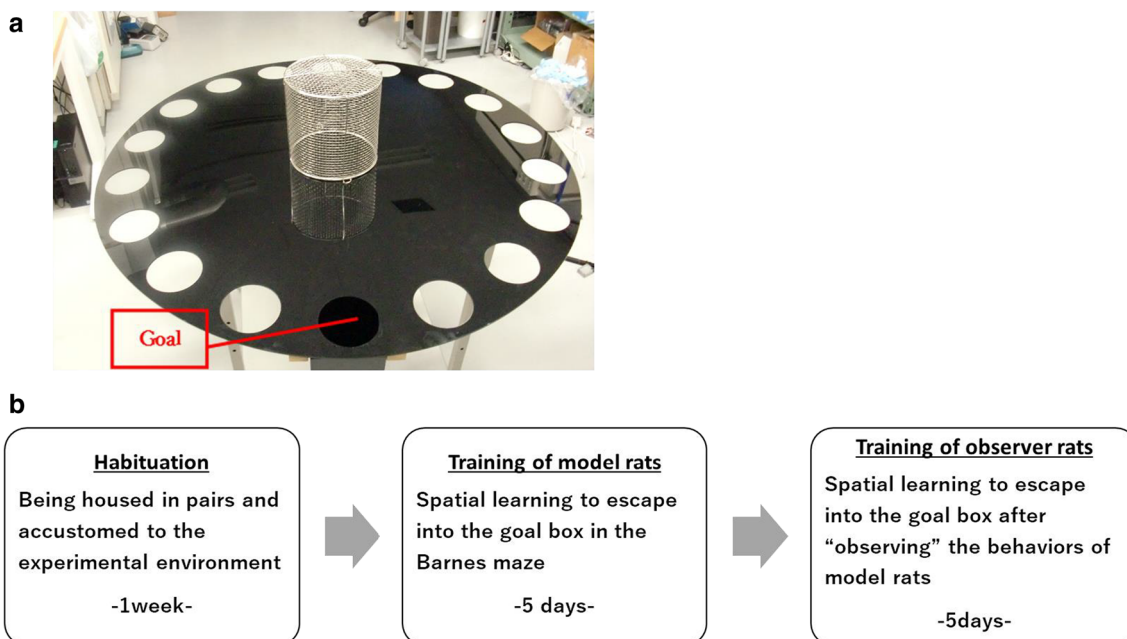 a
Goal
b
Habituation
Being housed in pairs and
accustomed to the
experimental environment
-1week-
Training of model rats
Spatial learning to escape
into the goal box in the
Barnes maze
-5 days-
Training of observer rats
Spatial learning to escape
into the goal box after
“observing” the behaviors of
model rats
-5days-